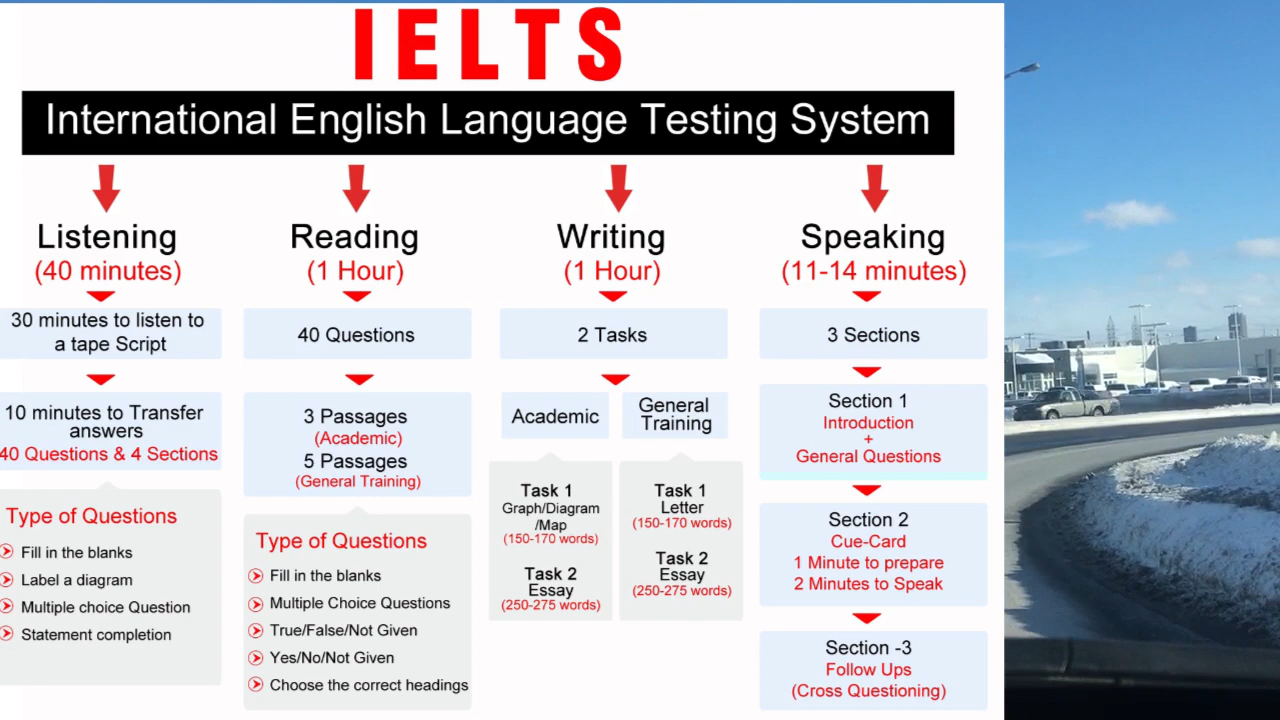 IELTS
International English Language Testing System
Listening
(40 minutes)
30 minutes to listen to
a tape Script
10 minutes to Transfer
answers
40 Questions & 4 Sections
Type of Questions
Fill in the blanks
Label a diagram
Multiple choice Question
Statement completion
Reading
(1 Hour)
40 Questions
3 Passages
(Academic)
5 Passages
(General Training)
Type of Questions
Fill in the blanks
Multiple Choice Questions
True/False/Not Given
Yes/No/Not Given
Choose the correct headings
Writing
(1 Hour)
2 Tasks
Academic
Task 1
Graph/Diagram
/Map
(150-170 words)
Task 2
Essay
(250-275 words)
General
Training
Task 1
Letter
(150-170 words)
Task 2
Essay
(250-275 words)
Speaking
(11-14 minutes)
3 Sections
Section 1
Introduction
+
General Questions
Section 2
Cue-Card
1 Minute to prepare
2 Minutes to Speak
Section -3
Follow Ups
(Cross Questioning)